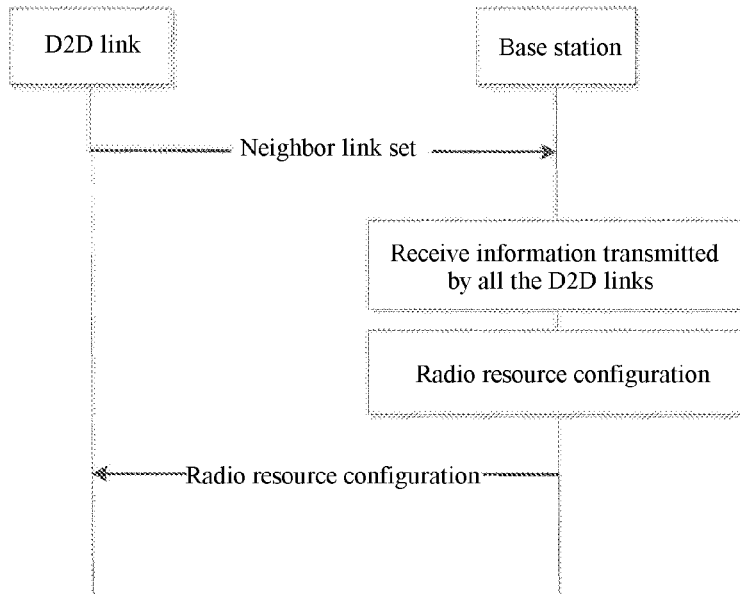 D2D link
Base station
Neighbor link set
Receive information transmitted
by all the D2D links
Radio resource configuration
Radio resource configuration